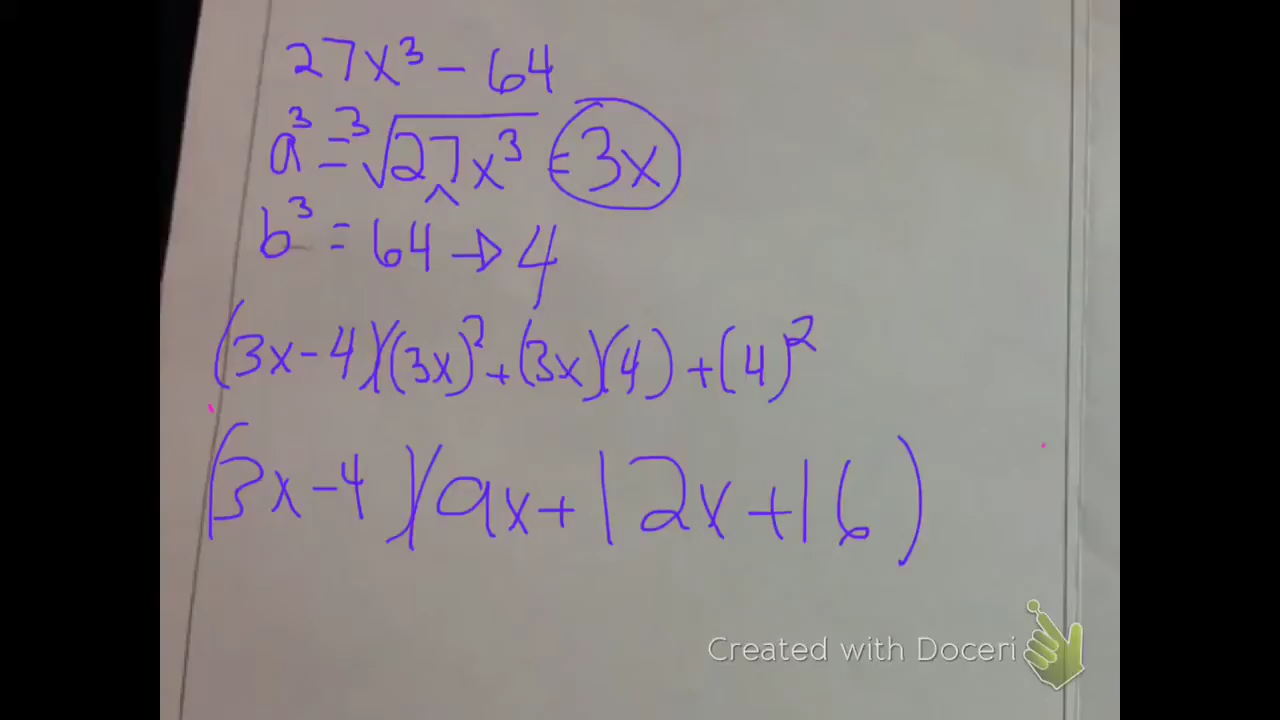 27x³ - 64
a³ = ³√27x³ = 3x
b³ = 64 → 4
(3x - 4)(3x)² + (3x)(4) + (4)²
(3x - 4)(9x + 12x + 16)
Created with Doceri